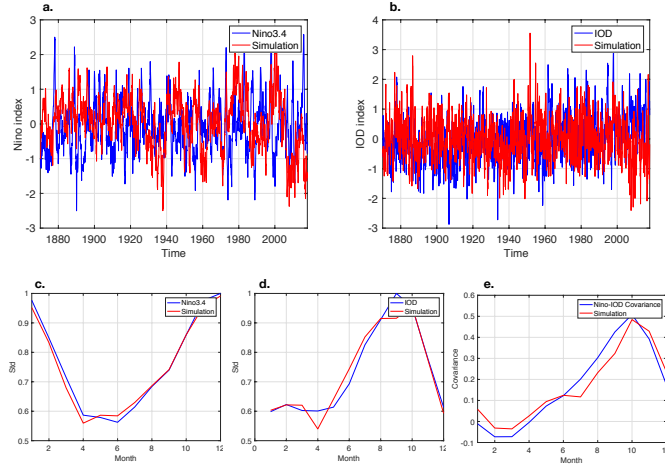 a.
Nino3.4
Simulation
3
2
1
0
-1
-2
-3
Nino index
1880 1900 1920 1940 1960 1980 2000
Time
b.
IOD
Simulation
4
3
2
1
0
-1
-2
-3
IOD index
1880 1900 1920 1940 1960 1980 2000
Time
c.
Nino3.4
Simulation
1
0.9
0.8
0.7
0.6
0.5
Std
0 2 4 6 8 10 12
Month
d.
IOD
Simulation
1
0.9
0.8
0.7
0.6
0.5
Std
0 2 4 6 8 10 12
Month
e.
Nino-IOD Covariance
Simulation
0.6
0.5
0.4
0.3
0.2
0.1
0
-0.1
Covariance
2 4 6 8 10 12
Month